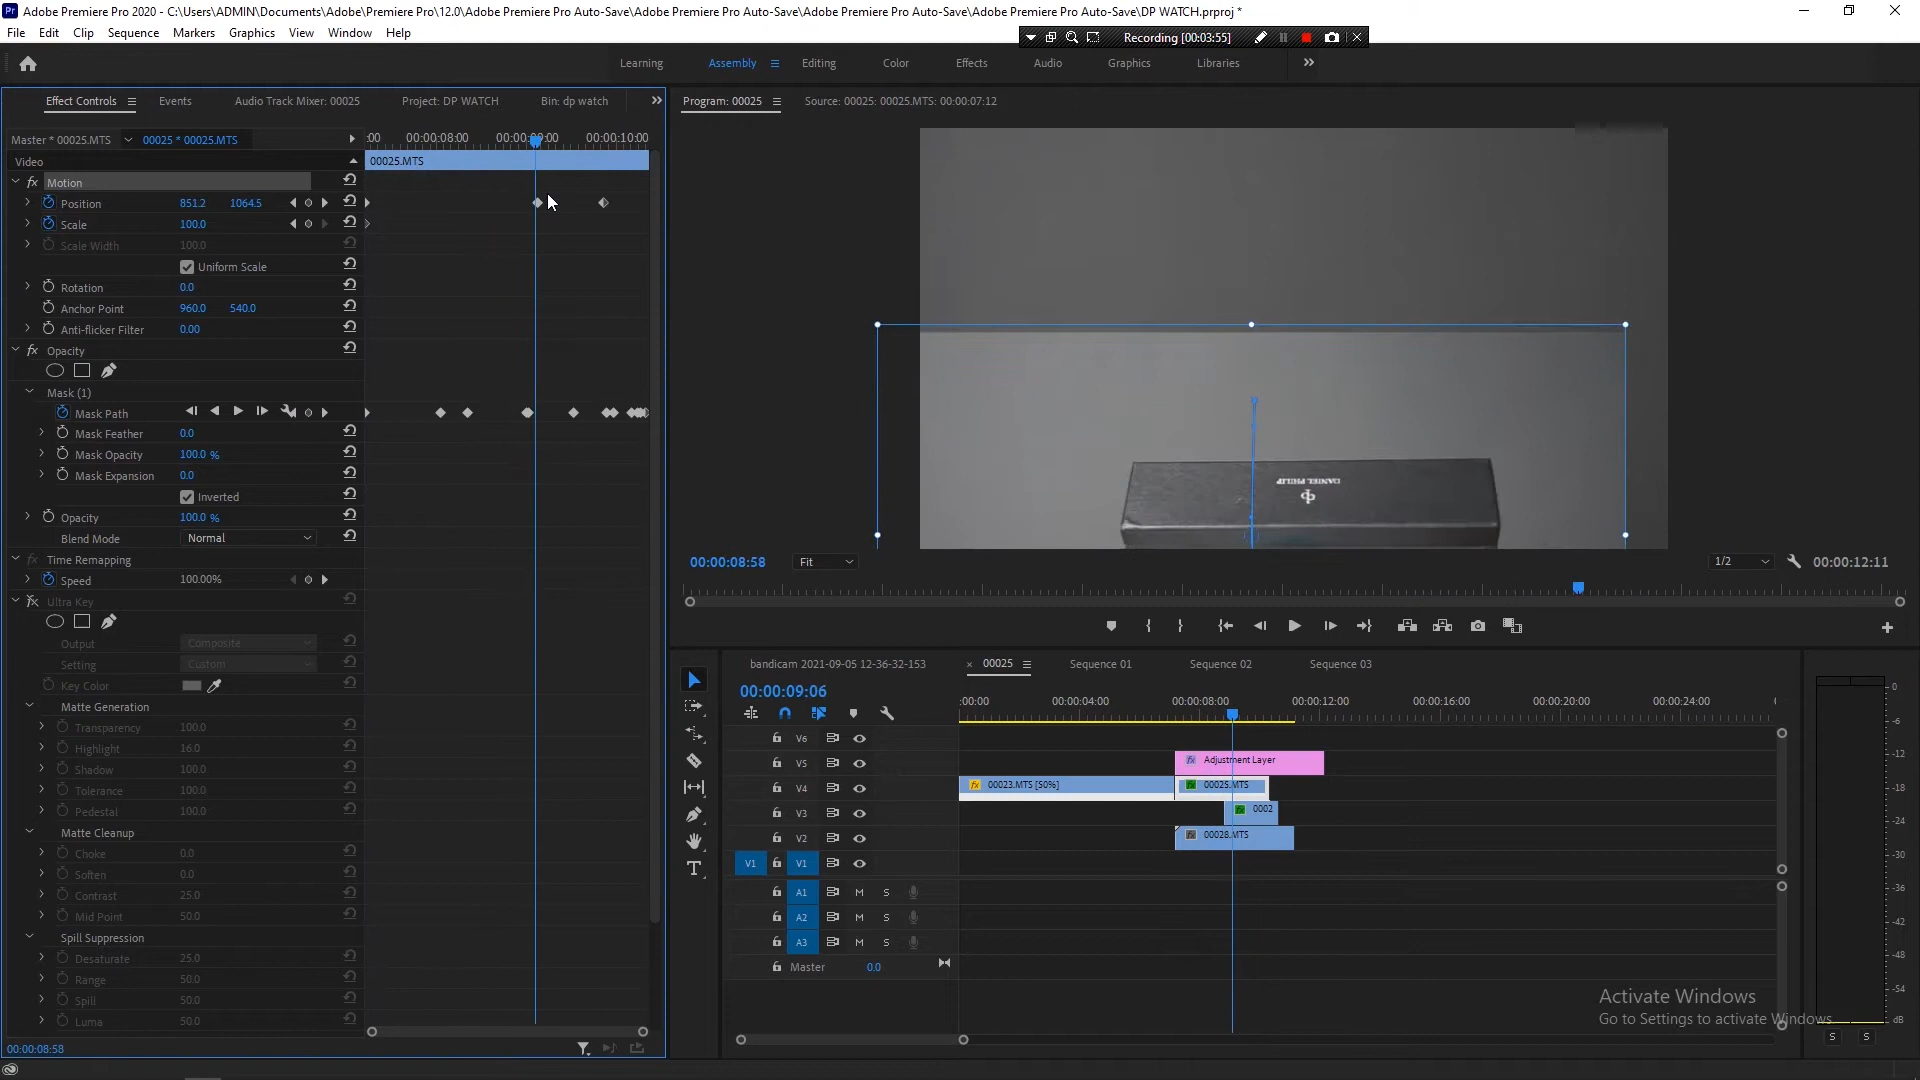 Adobe Premiere Pro 2020 - C:\Users\ADMIN\Documents\Adobe\Premiere Pro\12.0\Adobe Premiere Pro Auto-Save\Adobe Premiere Pro Auto-Save\Adobe Premiere Pro Auto-Save\Adobe Premiere Pro Auto-Save\DP WATCH.prproj *
File Edit Clip Sequence Markers Graphics View Window Help
Recording [00:03:55]
Learning Assembly Editing Color Effects Audio Graphics Libraries
Effect Controls Events Audio Track Mixer: 00025 Project: DP WATCH Bin: dp watch
Program: 00025 Source: 00025: 00025.MTS: 00:00:07:12
Master * 00025.MTS 00025 * 00025.MTS :00 00:00:08:00 00:00:09:00 00:00:10:00
Video 00025.MTS
Motion
Position 851.2 1064.5
Scale 100.0
Scale Width 100.0
Uniform Scale
Rotation 0.0
Anchor Point 960.0 540.0
Anti-flicker Filter 0.00
Opacity
Mask (1)
Mask Path
Mask Feather 0.0
Mask Opacity 100.0 %
Mask Expansion 0.0
Inverted
Opacity 100.0 %
Blend Mode Normal
Time Remapping
Speed 100.00%
Ultra Key
Output Composite
Setting Custom
Key Color
Matte Generation
Transparency 100.0
Highlight 16.0
Shadow 100.0
Tolerance 100.0
Pedestal 100.0
Matte Cleanup
Choke 0.0
Soften 0.0
Contrast 25.0
Mid Point 50.0
Spill Suppression
Desaturate 25.0
Range 50.0
Spill 50.0
Luma 50.0
00:00:08:58
DANIEL PHILIP
00:00:08:58 Fit 1/2 00:00:12:11
bandicam 2021-09-05 12-36-32-153 × 00025 Sequence 01 Sequence 02 Sequence 03
00:00:09:06
:00:00 00:00:04:00 00:00:08:00 00:00:12:00 00:00:16:00 00:00:20:00 00:00:24:00
V6
V5 Adjustment Layer
V4 00023.MTS [50%] 00025.MTS
V3 0002
V2 00028.MTS
V1 V1
A1 M S
A2 M S
A3 M S
Master 0.0
0
-6
-12
-18
-24
-30
-36
-42
-48
-54
dB
S S
Activate Windows
Go to Settings to activate Windows.